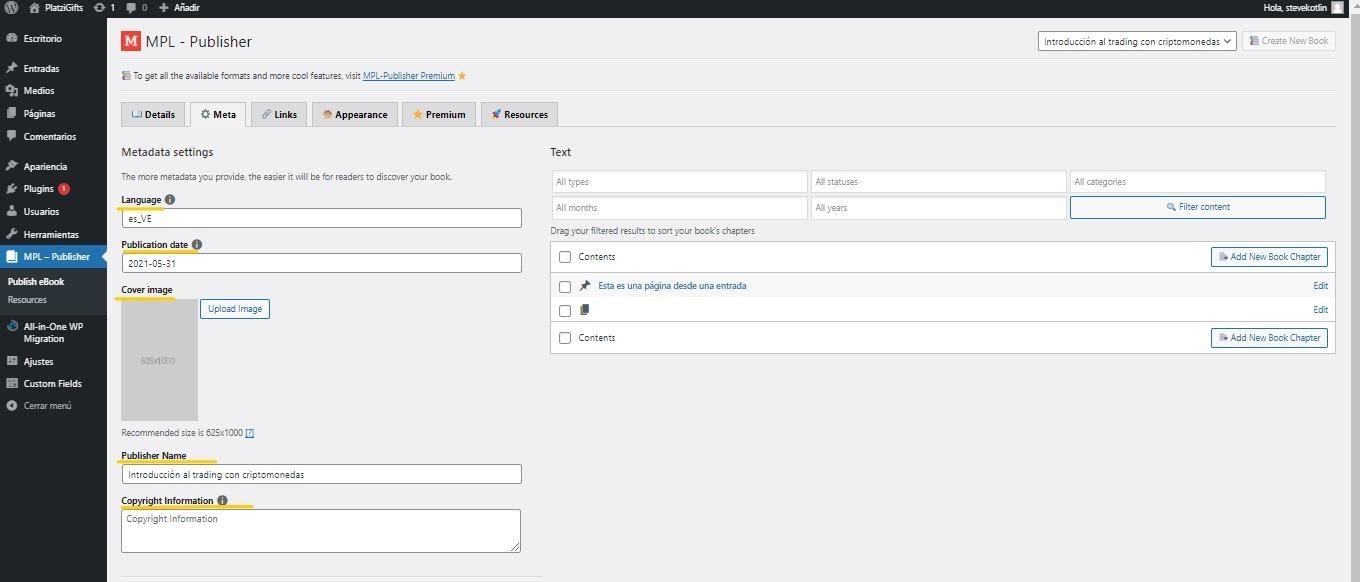 PlatziGifts 1 0 Añadir Hola, stevekotlin
Escritorio
Entradas
Medios
Páginas
Comentarios
Apariencia
Plugins 1
Usuarios
Herramientas
MPL – Publisher
Publish eBook
Resources
All-in-One WP
Migration
Ajustes
Custom Fields
Cerrar menú
M MPL - Publisher
Introducción al trading con criptomonedas Create New Book
To get all the available formats and more cool features, visit MPL-Publisher Premium
Details Meta Links Appearance Premium Resources
Metadata settings
The more metadata you provide, the easier it will be for readers to discover your book.
Language
es_VE
Publication date
2021-05-31
Cover image
Upload Image
625x1000
Recommended size is 625x1000 [?]
Publisher Name
Introducción al trading con criptomonedas
Copyright Information
Copyright Information
Text
All types All statuses All categories
All months All years Filter content
Drag your filtered results to sort your book's chapters
Contents Add New Book Chapter
Esta es una página desde una entrada Edit
Edit
Contents Add New Book Chapter